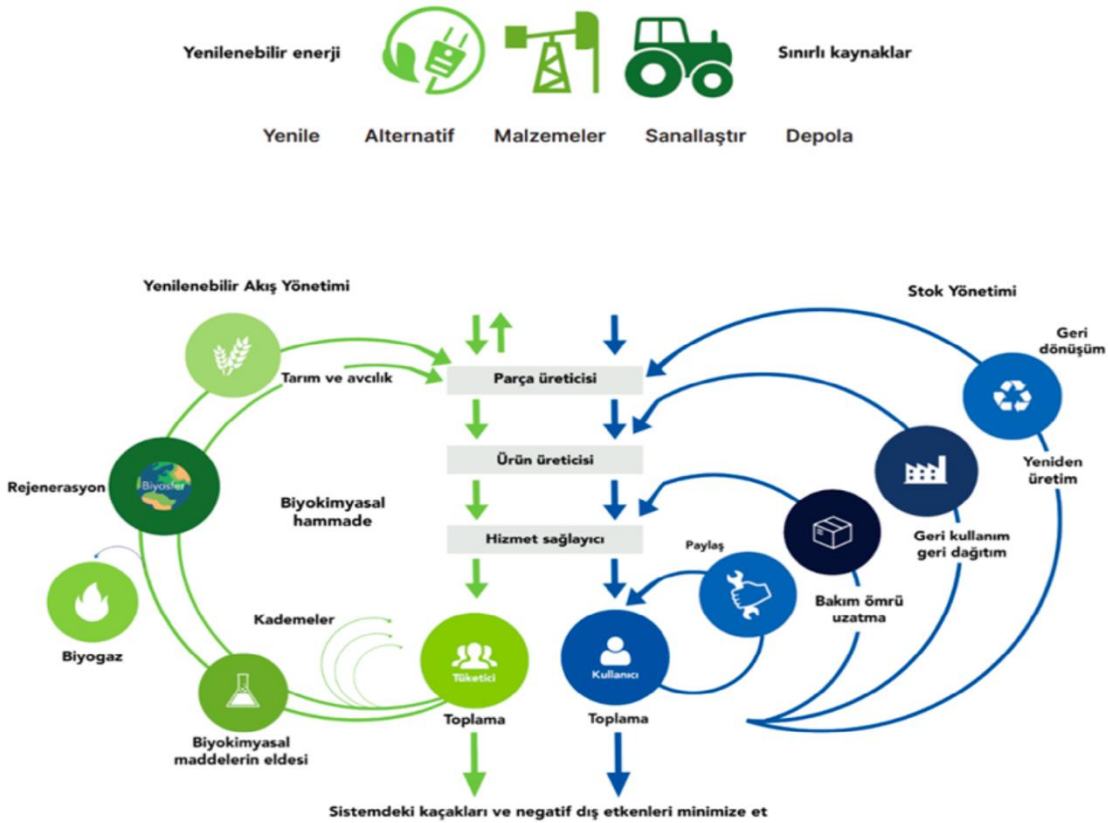 Yenilenebilir enerji
Sınırlı kaynaklar
Yenile Alternatif Malzemeler Sanallaştır Depola
Yenilenebilir Akış Yönetimi
Stok Yönetimi
Geri
dönüşüm
Tarım ve avcılık
Parça üreticisi
Ürün üreticisi
Yeniden
üretim
Rejenerasyon
Biyosfer
Biyokimyasal
hammade
Hizmet sağlayıcı
Paylaş
Geri kullanım
geri dağıtım
Bakım ömrü
uzatma
Kademeler
Biyogaz
Tüketici
Kullanıcı
Toplama
Toplama
Biyokimyasal
maddelerin eldesi
Sistemdeki kaçakları ve negatif dış etkenleri minimize et